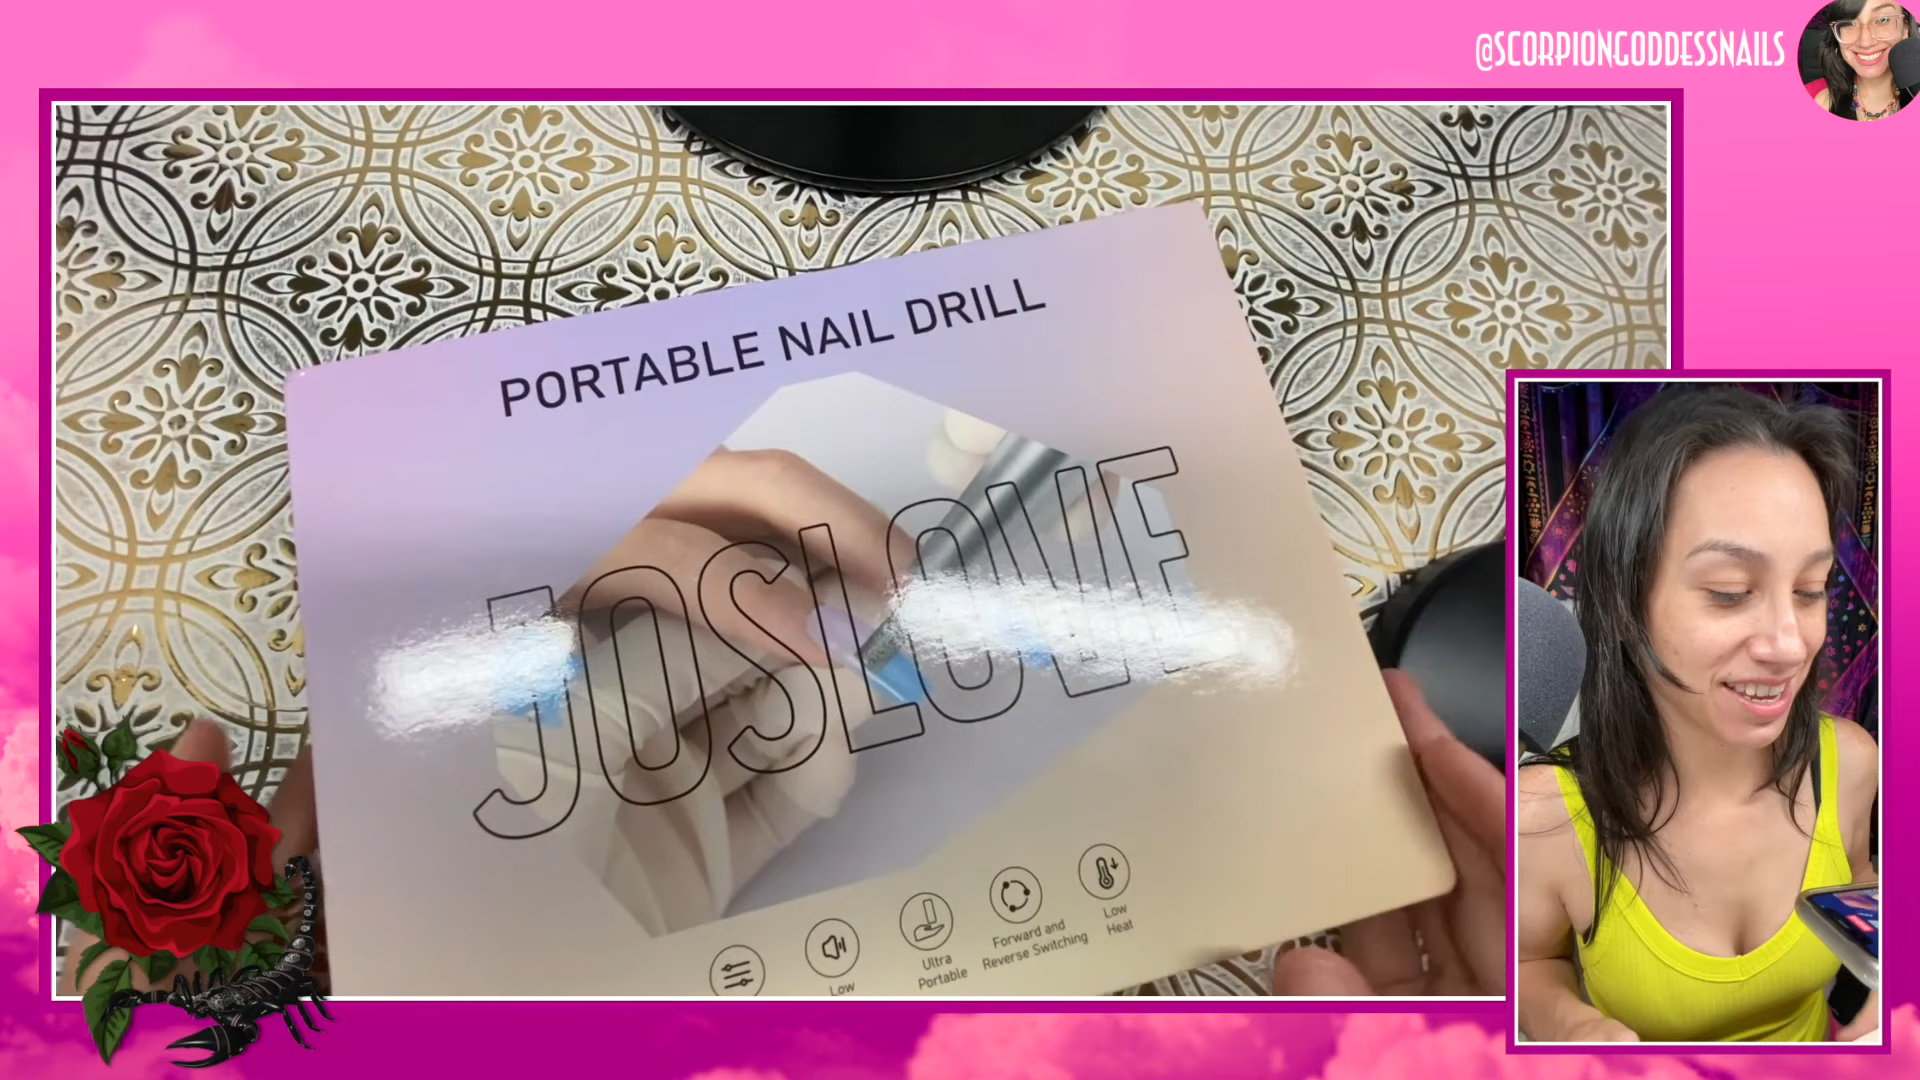 @SCORPIONGODDESSNAILS
PORTABLE NAIL DRILL
JOSLOVE
Low
Ultra
Portable
Forward and
Reverse Switching
Low
Heat